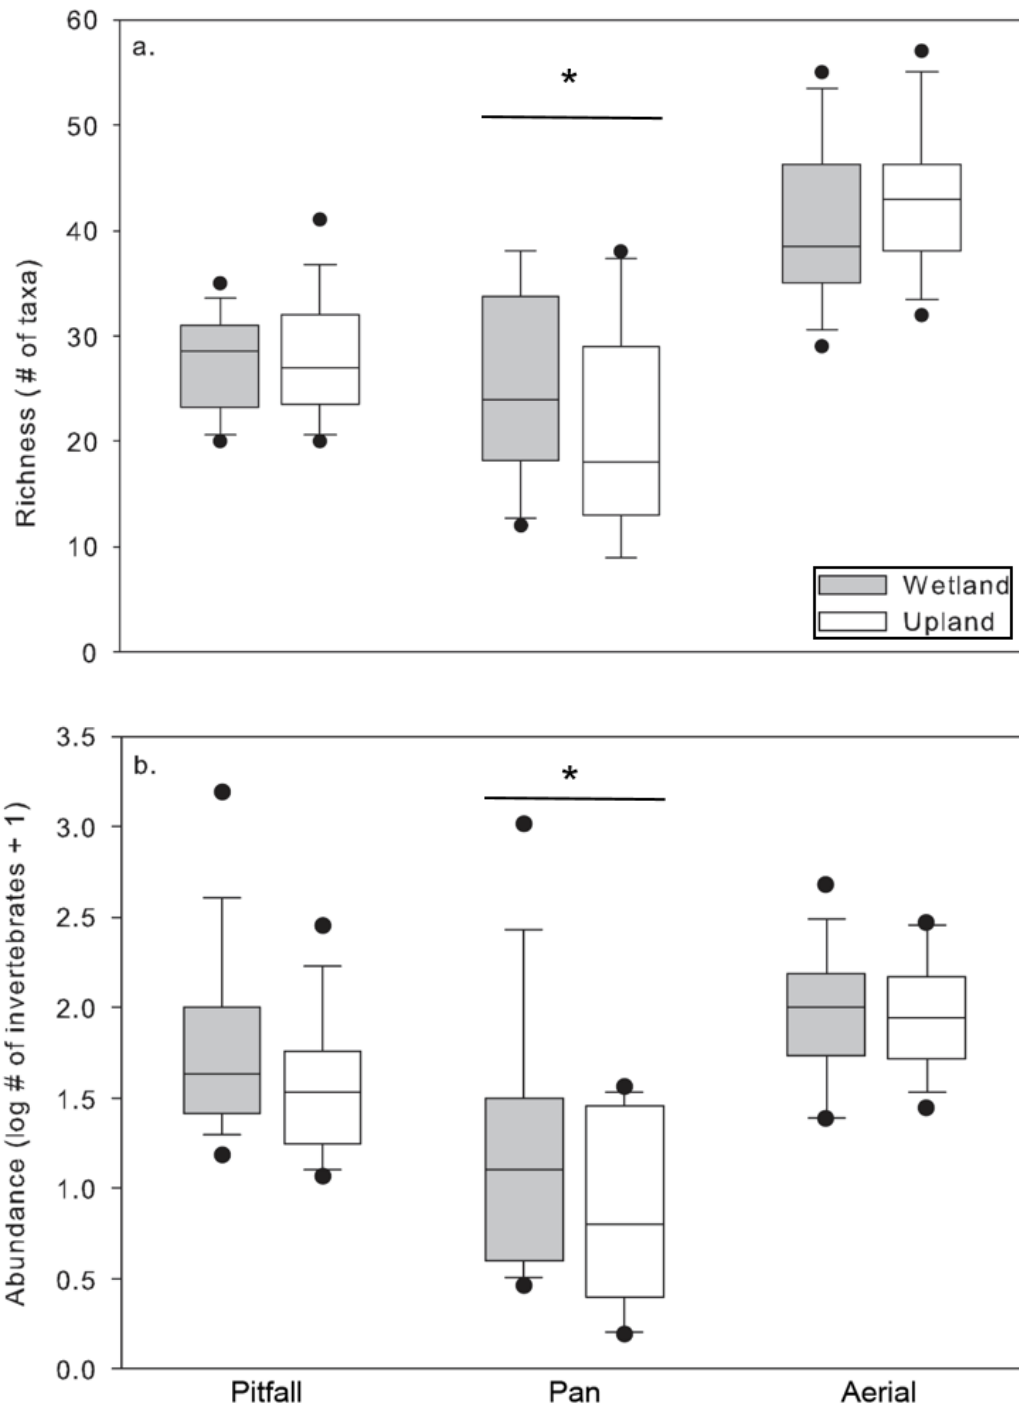 a.
*
60
50
40
30
20
10
0
Richness ( # of taxa)
Wetland
Upland
b.
*
3.5
3.0
2.5
2.0
1.5
1.0
0.5
0.0
Abundance (log # of invertebrates + 1)
Pitfall Pan Aerial